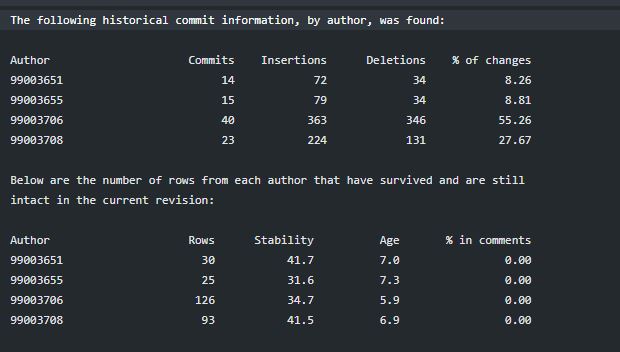 The following historical commit information, by author, was found:
Author Commits Insertions Deletions % of changes
99003651 14 72 34 8.26
99003655 15 79 34 8.81
99003706 40 363 346 55.26
99003708 23 224 131 27.67
Below are the number of rows from each author that have survived and are still
intact in the current revision:
Author Rows Stability Age % in comments
99003651 30 41.7 7.0 0.00
99003655 25 31.6 7.3 0.00
99003706 126 34.7 5.9 0.00
99003708 93 41.5 6.9 0.00